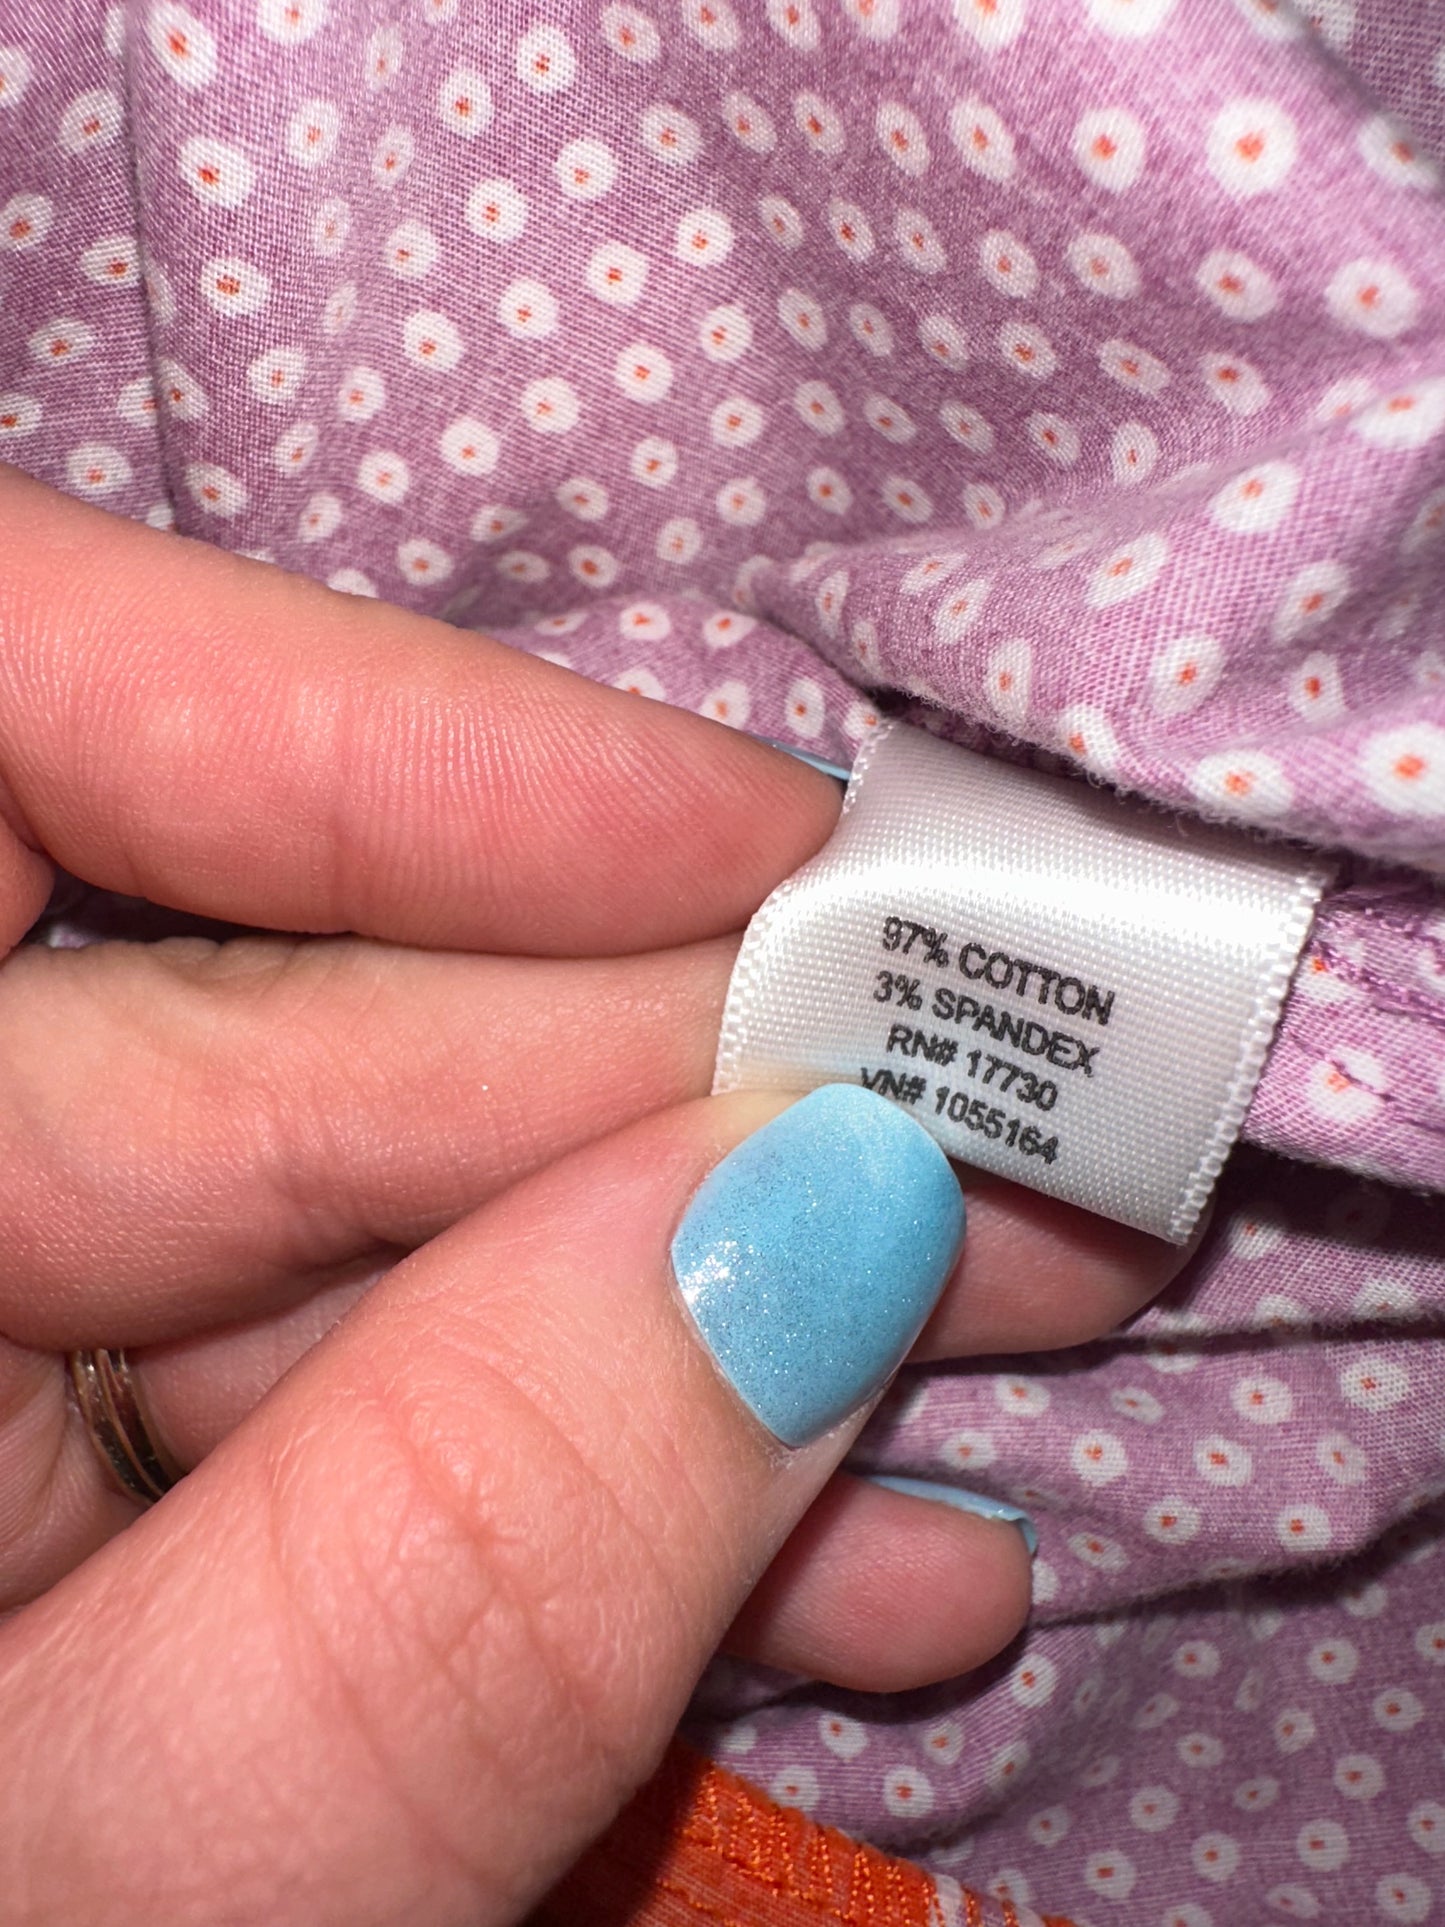 97% COTTON
3% SPANDEX
RN# 17730
VN# 1055164